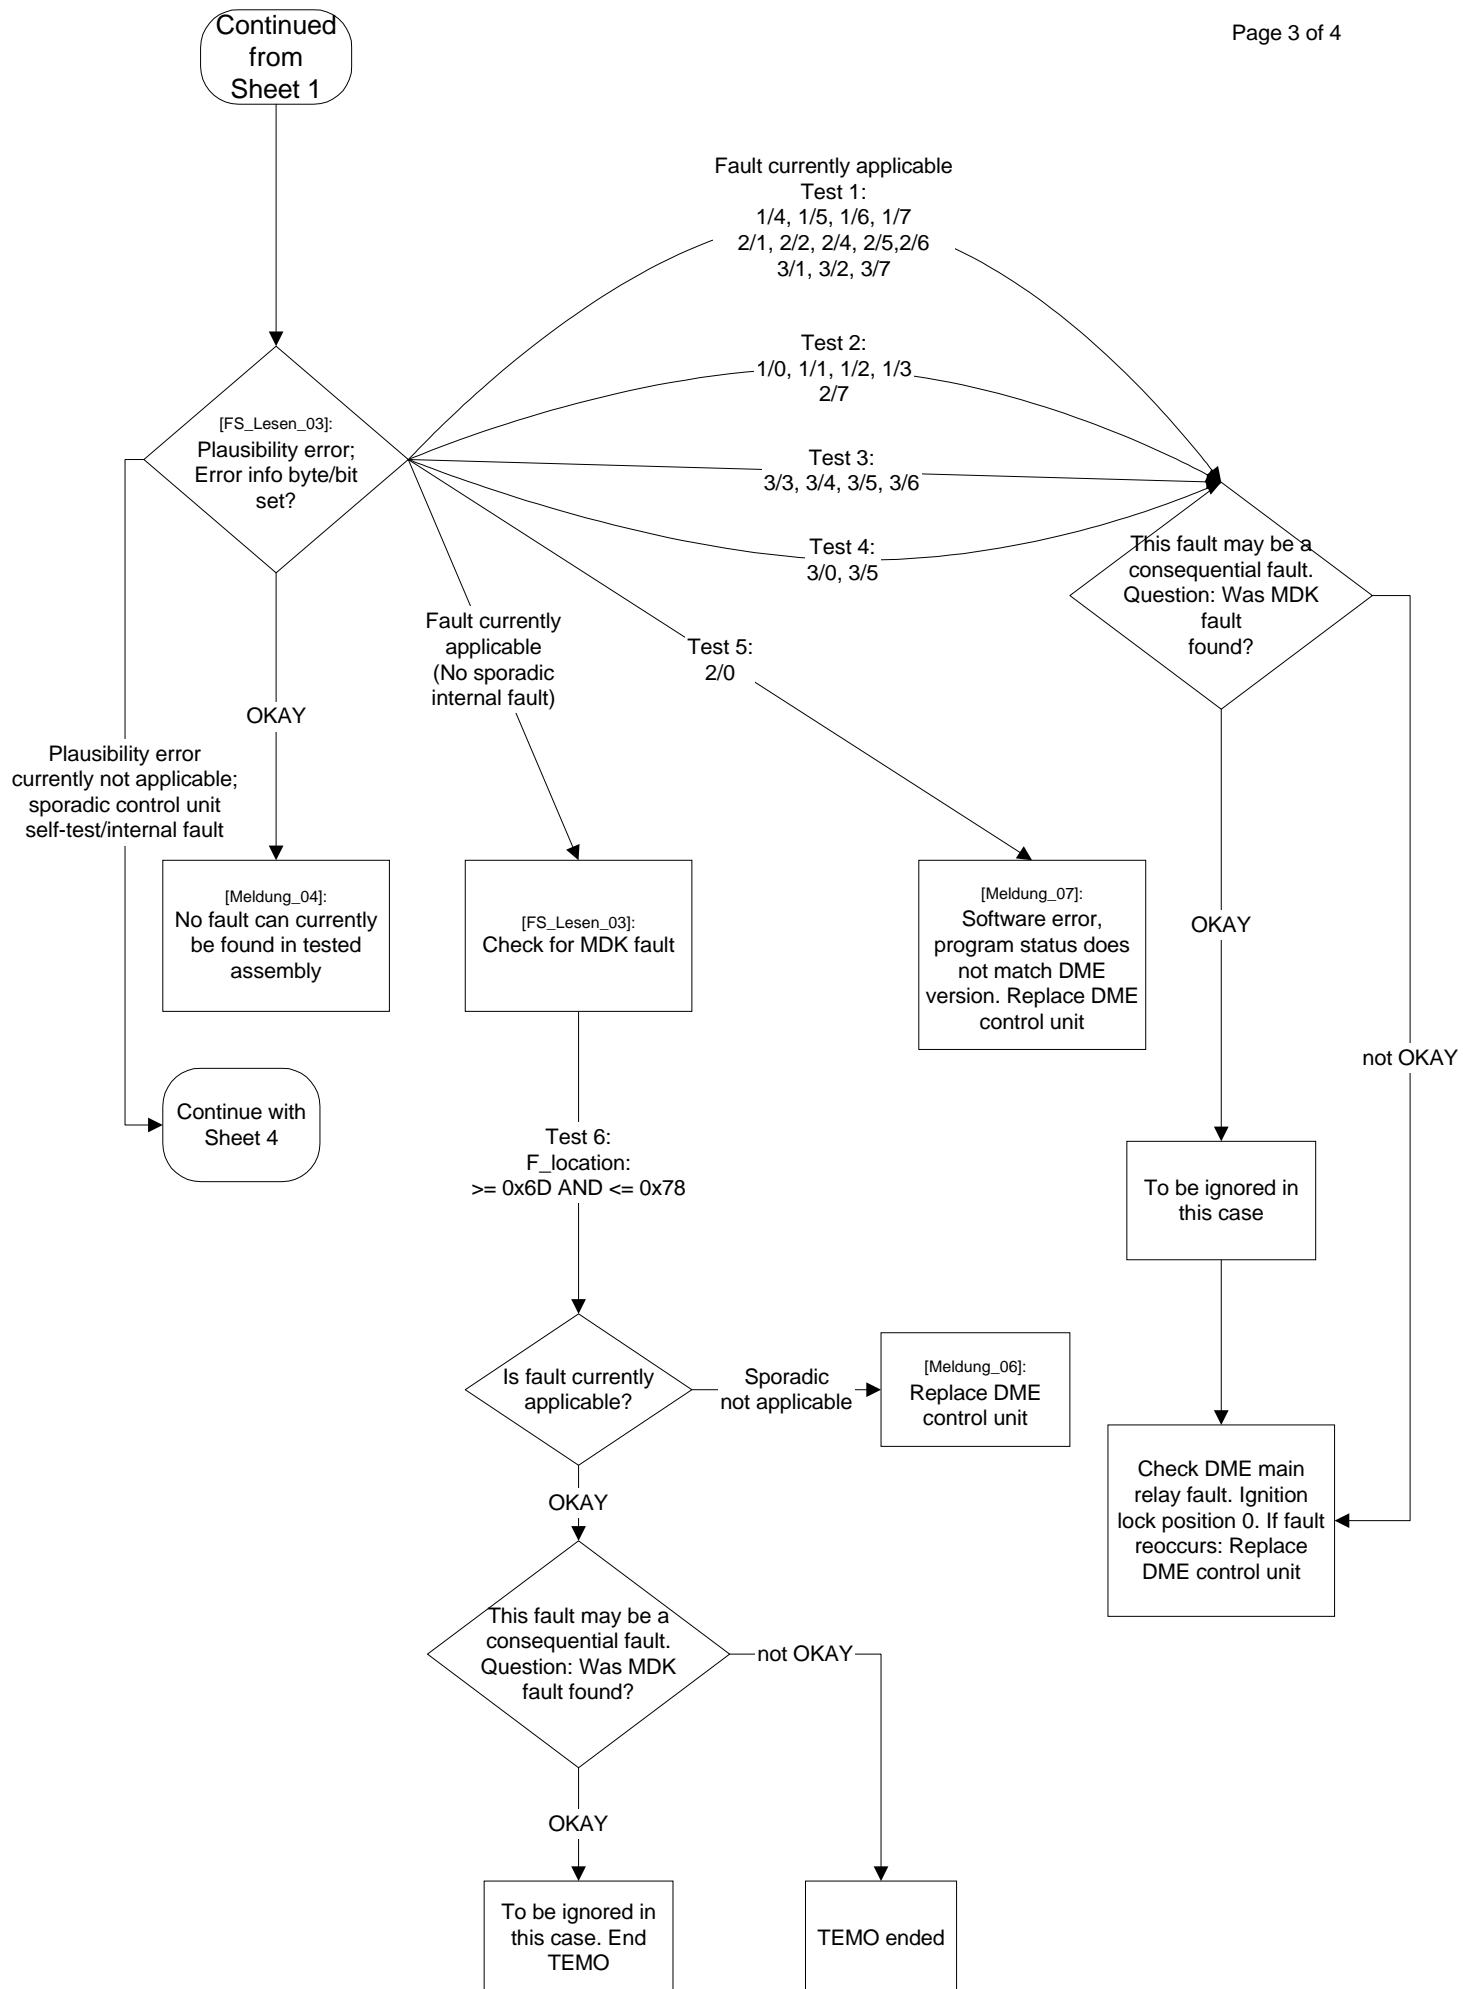 Continued
from
Sheet 1
Page 3 of 4
Fault currently applicable
Test 1:
1/4, 1/5, 1/6, 1/7
2/1, 2/2, 2/4, 2/5,2/6
3/1, 3/2, 3/7
Test 2:
1/0, 1/1, 1/2, 1/3
2/7
Test 3:
3/3, 3/4, 3/5, 3/6
Test 4:
3/0, 3/5
[FS_Lesen_03]:
Plausibility error;
Error info byte/bit
set?
This fault may be a
consequential fault.
Question: Was MDK
fault
found?
Fault currently
applicable
(No sporadic
internal fault)
Test 5:
2/0
OKAY
Plausibility error
currently not applicable;
sporadic control unit
self-test/internal fault
[Meldung_04]:
No fault can currently
be found in tested
assembly
[FS_Lesen_03]:
Check for MDK fault
[Meldung_07]:
Software error,
program status does
not match DME
version. Replace DME
control unit
OKAY
not OKAY
Continue with
Sheet 4
Test 6:
F_location:
>= 0x6D AND <= 0x78
To be ignored in
this case
Is fault currently
applicable?
Sporadic
not applicable
[Meldung_06]:
Replace DME
control unit
Check DME main
relay fault. Ignition
lock position 0. If fault
reoccurs: Replace
DME control unit
OKAY
This fault may be a
consequential fault.
Question: Was MDK
fault found?
not OKAY
OKAY
To be ignored in
this case. End
TEMO
TEMO ended